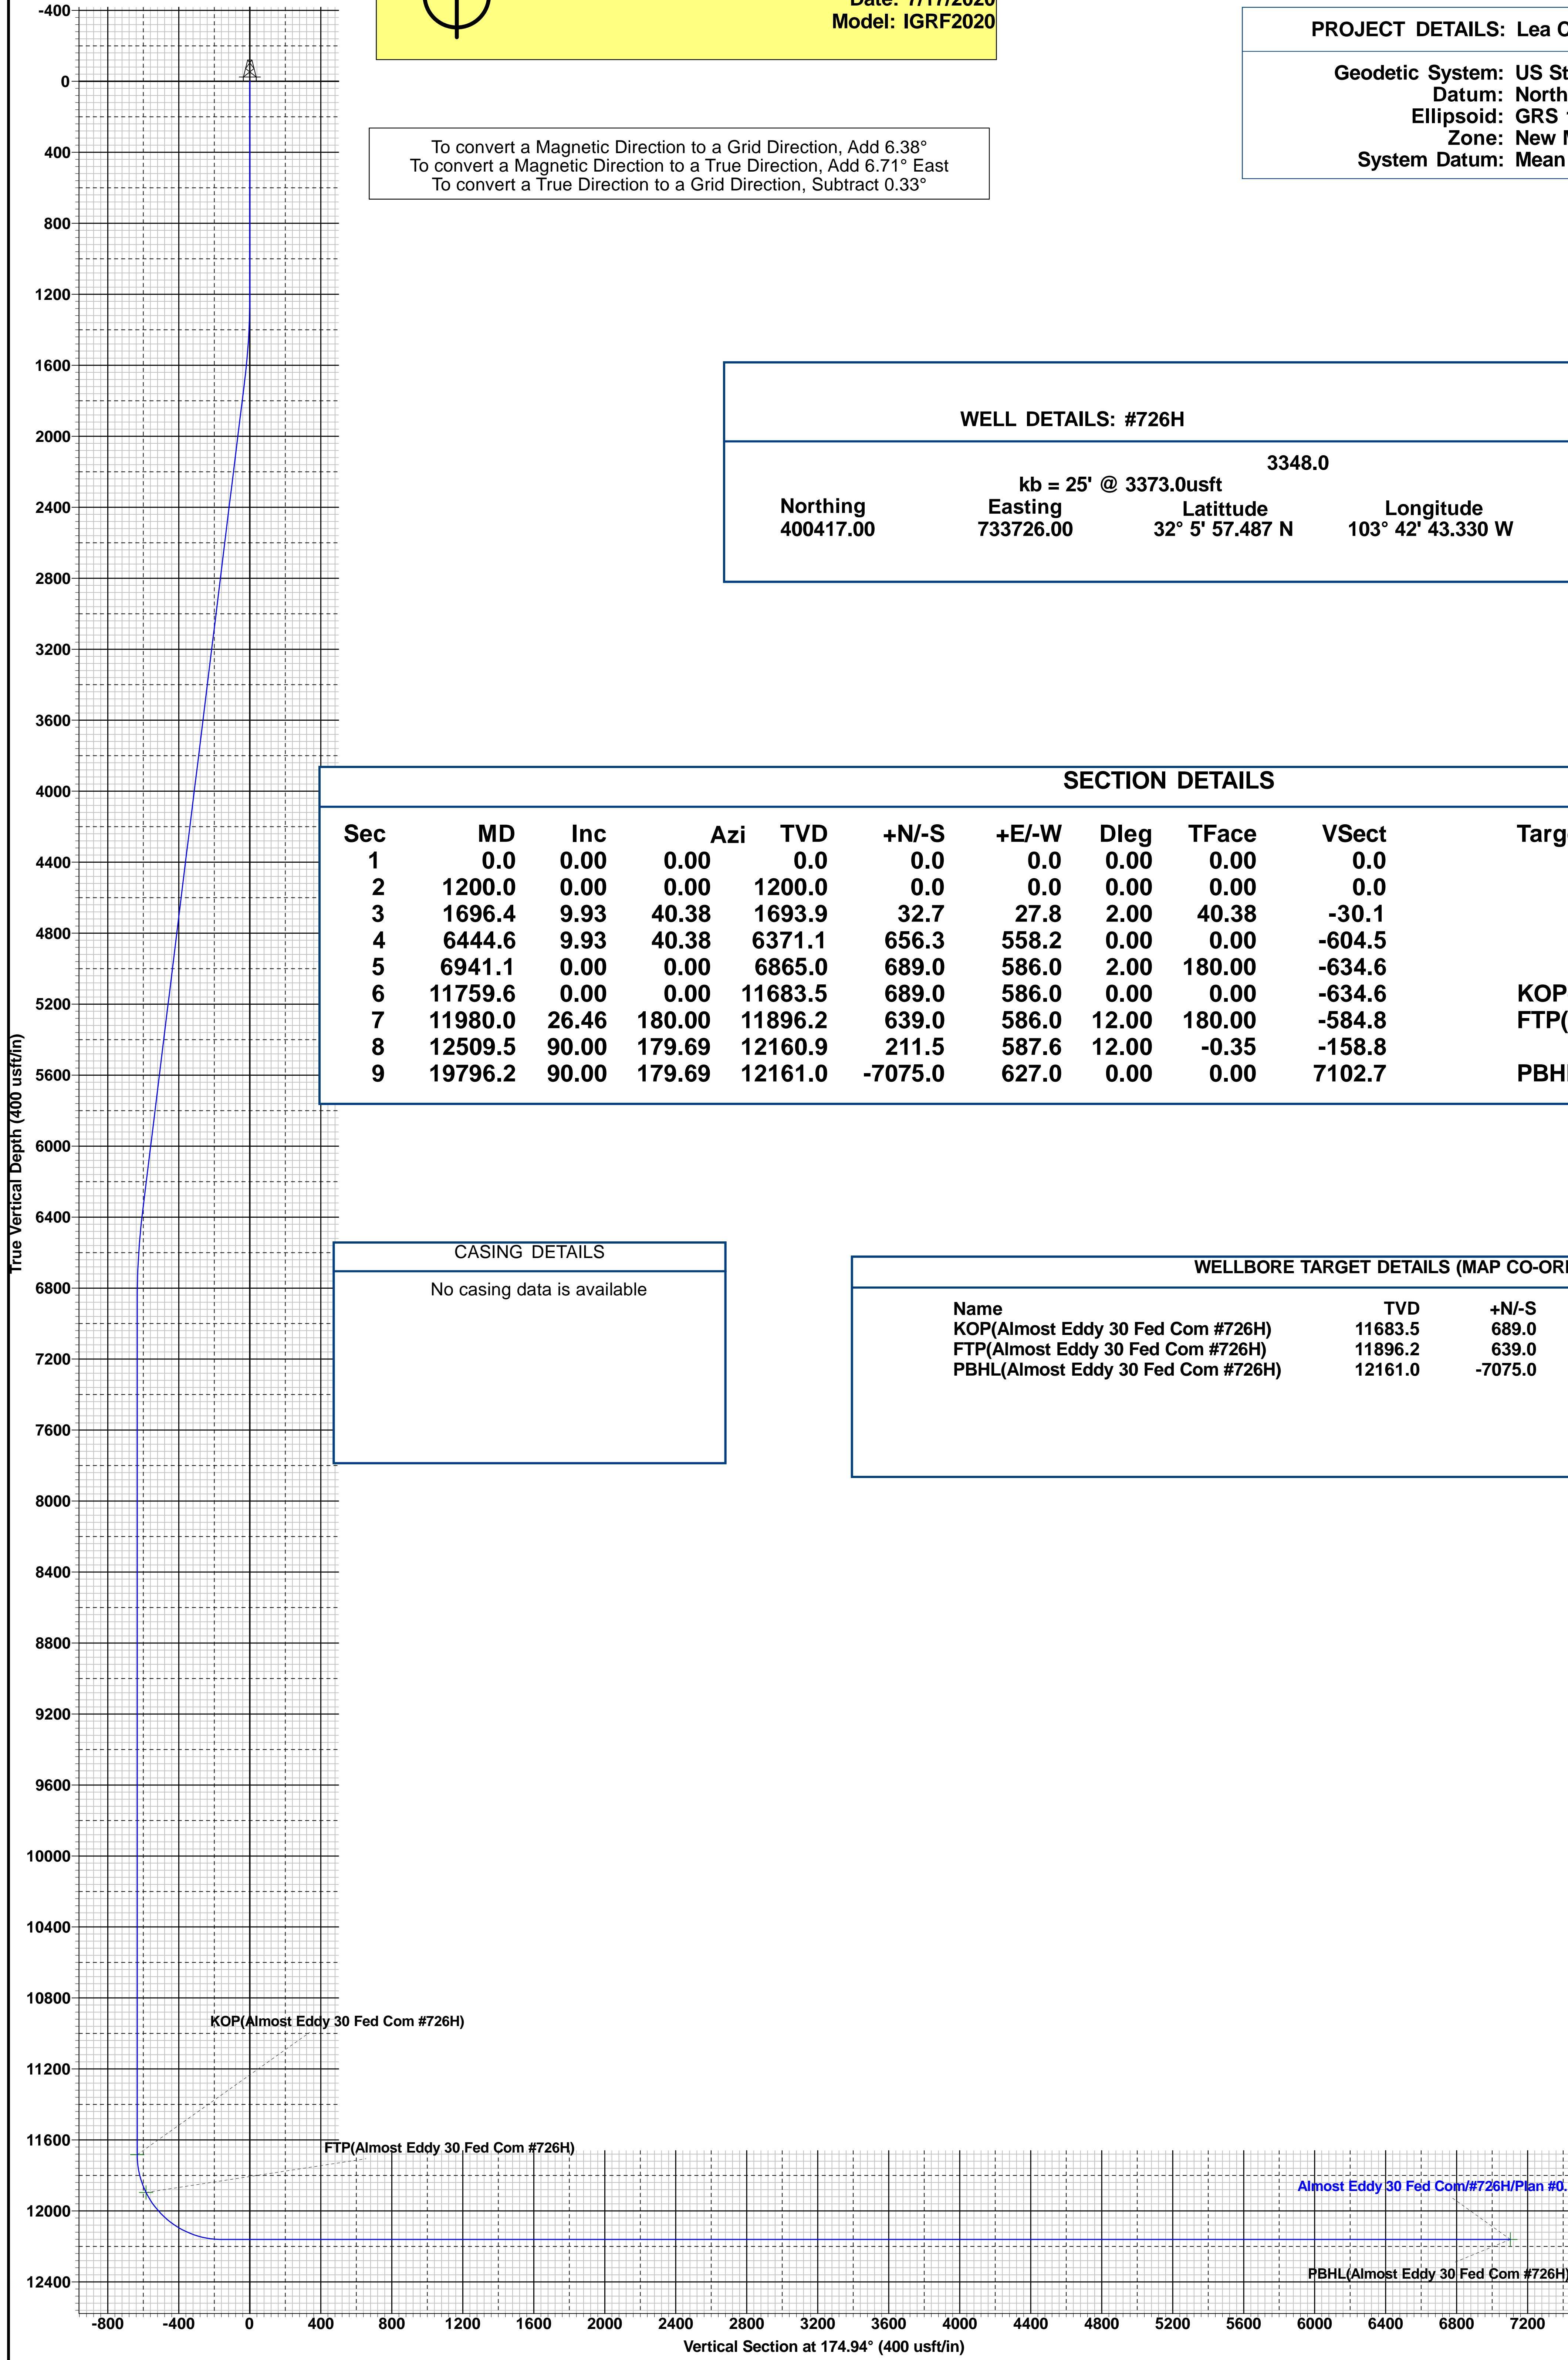 Date: 7/17/2020
Model: IGRF2020
PROJECT DETAILS: Lea C
Geodetic System: US St
Datum: North
Ellipsoid: GRS
Zone: New M
System Datum: Mean
To convert a Magnetic Direction to a Grid Direction, Add 6.38°
To convert a Magnetic Direction to a True Direction, Add 6.71° East
To convert a True Direction to a Grid Direction, Subtract 0.33°
WELL DETAILS: #726H
3348.0
kb = 25' @ 3373.0usft
Northing Easting Latittude Longitude
400417.00 733726.00 32° 5' 57.487 N 103° 42' 43.330 W
SECTION DETAILS
Sec MD Inc Azi TVD +N/-S +E/-W Dleg TFace VSect Targ
1 0.0 0.00 0.00 0.0 0.0 0.0 0.00 0.00 0.0
2 1200.0 0.00 0.00 1200.0 0.0 0.0 0.00 0.00 0.0
3 1696.4 9.93 40.38 1693.9 32.7 27.8 2.00 40.38 -30.1
4 6444.6 9.93 40.38 6371.1 656.3 558.2 0.00 0.00 -604.5
5 6941.1 0.00 0.00 6865.0 689.0 586.0 2.00 180.00 -634.6
6 11759.6 0.00 0.00 11683.5 689.0 586.0 0.00 0.00 -634.6 KOP
7 11980.0 26.46 180.00 11896.2 639.0 586.0 12.00 180.00 -584.8 FTP(
8 12509.5 90.00 179.69 12160.9 211.5 587.6 12.00 -0.35 -158.8
9 19796.2 90.00 179.69 12161.0 -7075.0 627.0 0.00 0.00 7102.7 PBH
CASING DETAILS
No casing data is available
WELLBORE TARGET DETAILS (MAP CO-OR
Name TVD +N/-S
KOP(Almost Eddy 30 Fed Com #726H) 11683.5 689.0
FTP(Almost Eddy 30 Fed Com #726H) 11896.2 639.0
PBHL(Almost Eddy 30 Fed Com #726H) 12161.0 -7075.0
True Vertical Depth (400 usft/in)
-400
0
400
800
1200
1600
2000
2400
2800
3200
3600
4000
4400
4800
5200
5600
6000
6400
6800
7200
7600
8000
8400
8800
9200
9600
10000
10400
10800
11200
11600
12000
12400
KOP(Almost Eddy 30 Fed Com #726H)
FTP(Almost Eddy 30 Fed Com #726H)
Almost Eddy 30 Fed Com/#726H/Plan #0.
PBHL(Almost Eddy 30 Fed Com #726H)
-800 -400 0 400 800 1200 1600 2000 2400 2800 3200 3600 4000 4400 4800 5200 5600 6000 6400 6800 7200
Vertical Section at 174.94° (400 usft/in)